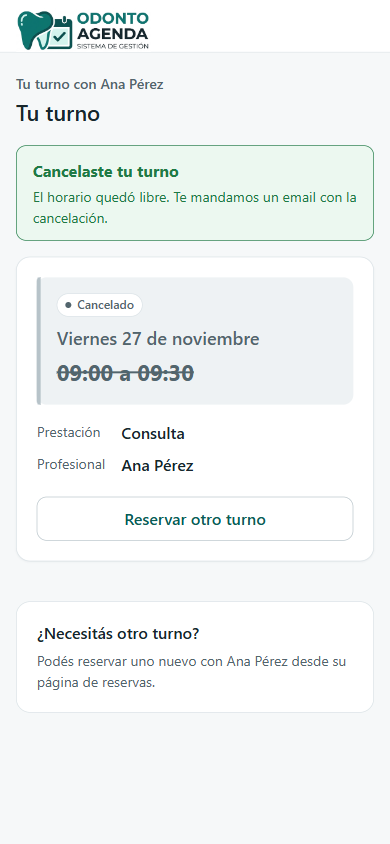 ODONTO
AGENDA
SISTEMA DE GESTIÓN
Tu turno con Ana Pérez
Tu turno
Cancelaste tu turno
El horario quedó libre. Te mandamos un email con la
cancelación.
Cancelado
Viernes 27 de noviembre
09:00 a 09:30
Prestación Consulta
Profesional Ana Pérez
Reservar otro turno
¿Necesitás otro turno?
Podés reservar uno nuevo con Ana Pérez desde su
página de reservas.